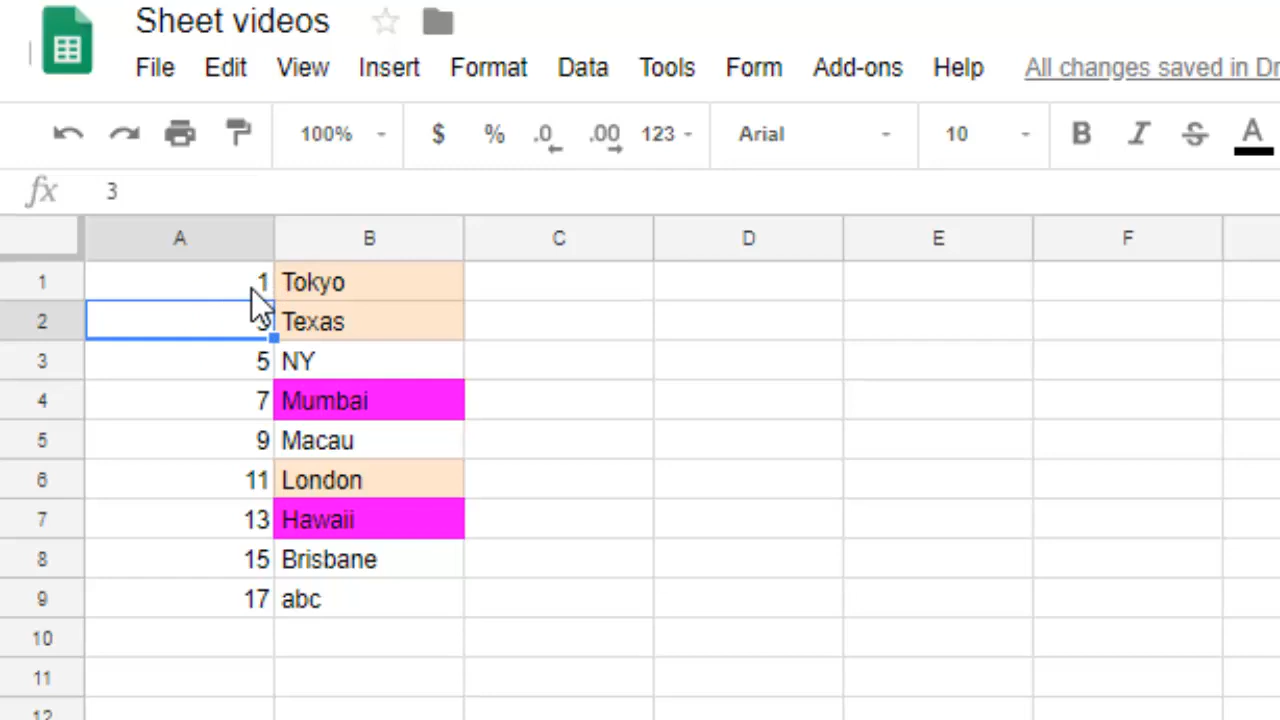 Sheet videos
File Edit View Insert Format Data Tools Form Add-ons Help All changes saved in Dr
100% $ % .0 .00 123 Arial 10 B I S A
fx 3
A B C D E F
1 1 Tokyo
2 3 Texas
3 5 NY
4 7 Mumbai
5 9 Macau
6 11 London
7 13 Hawaii
8 15 Brisbane
9 17 abc
10
11
12